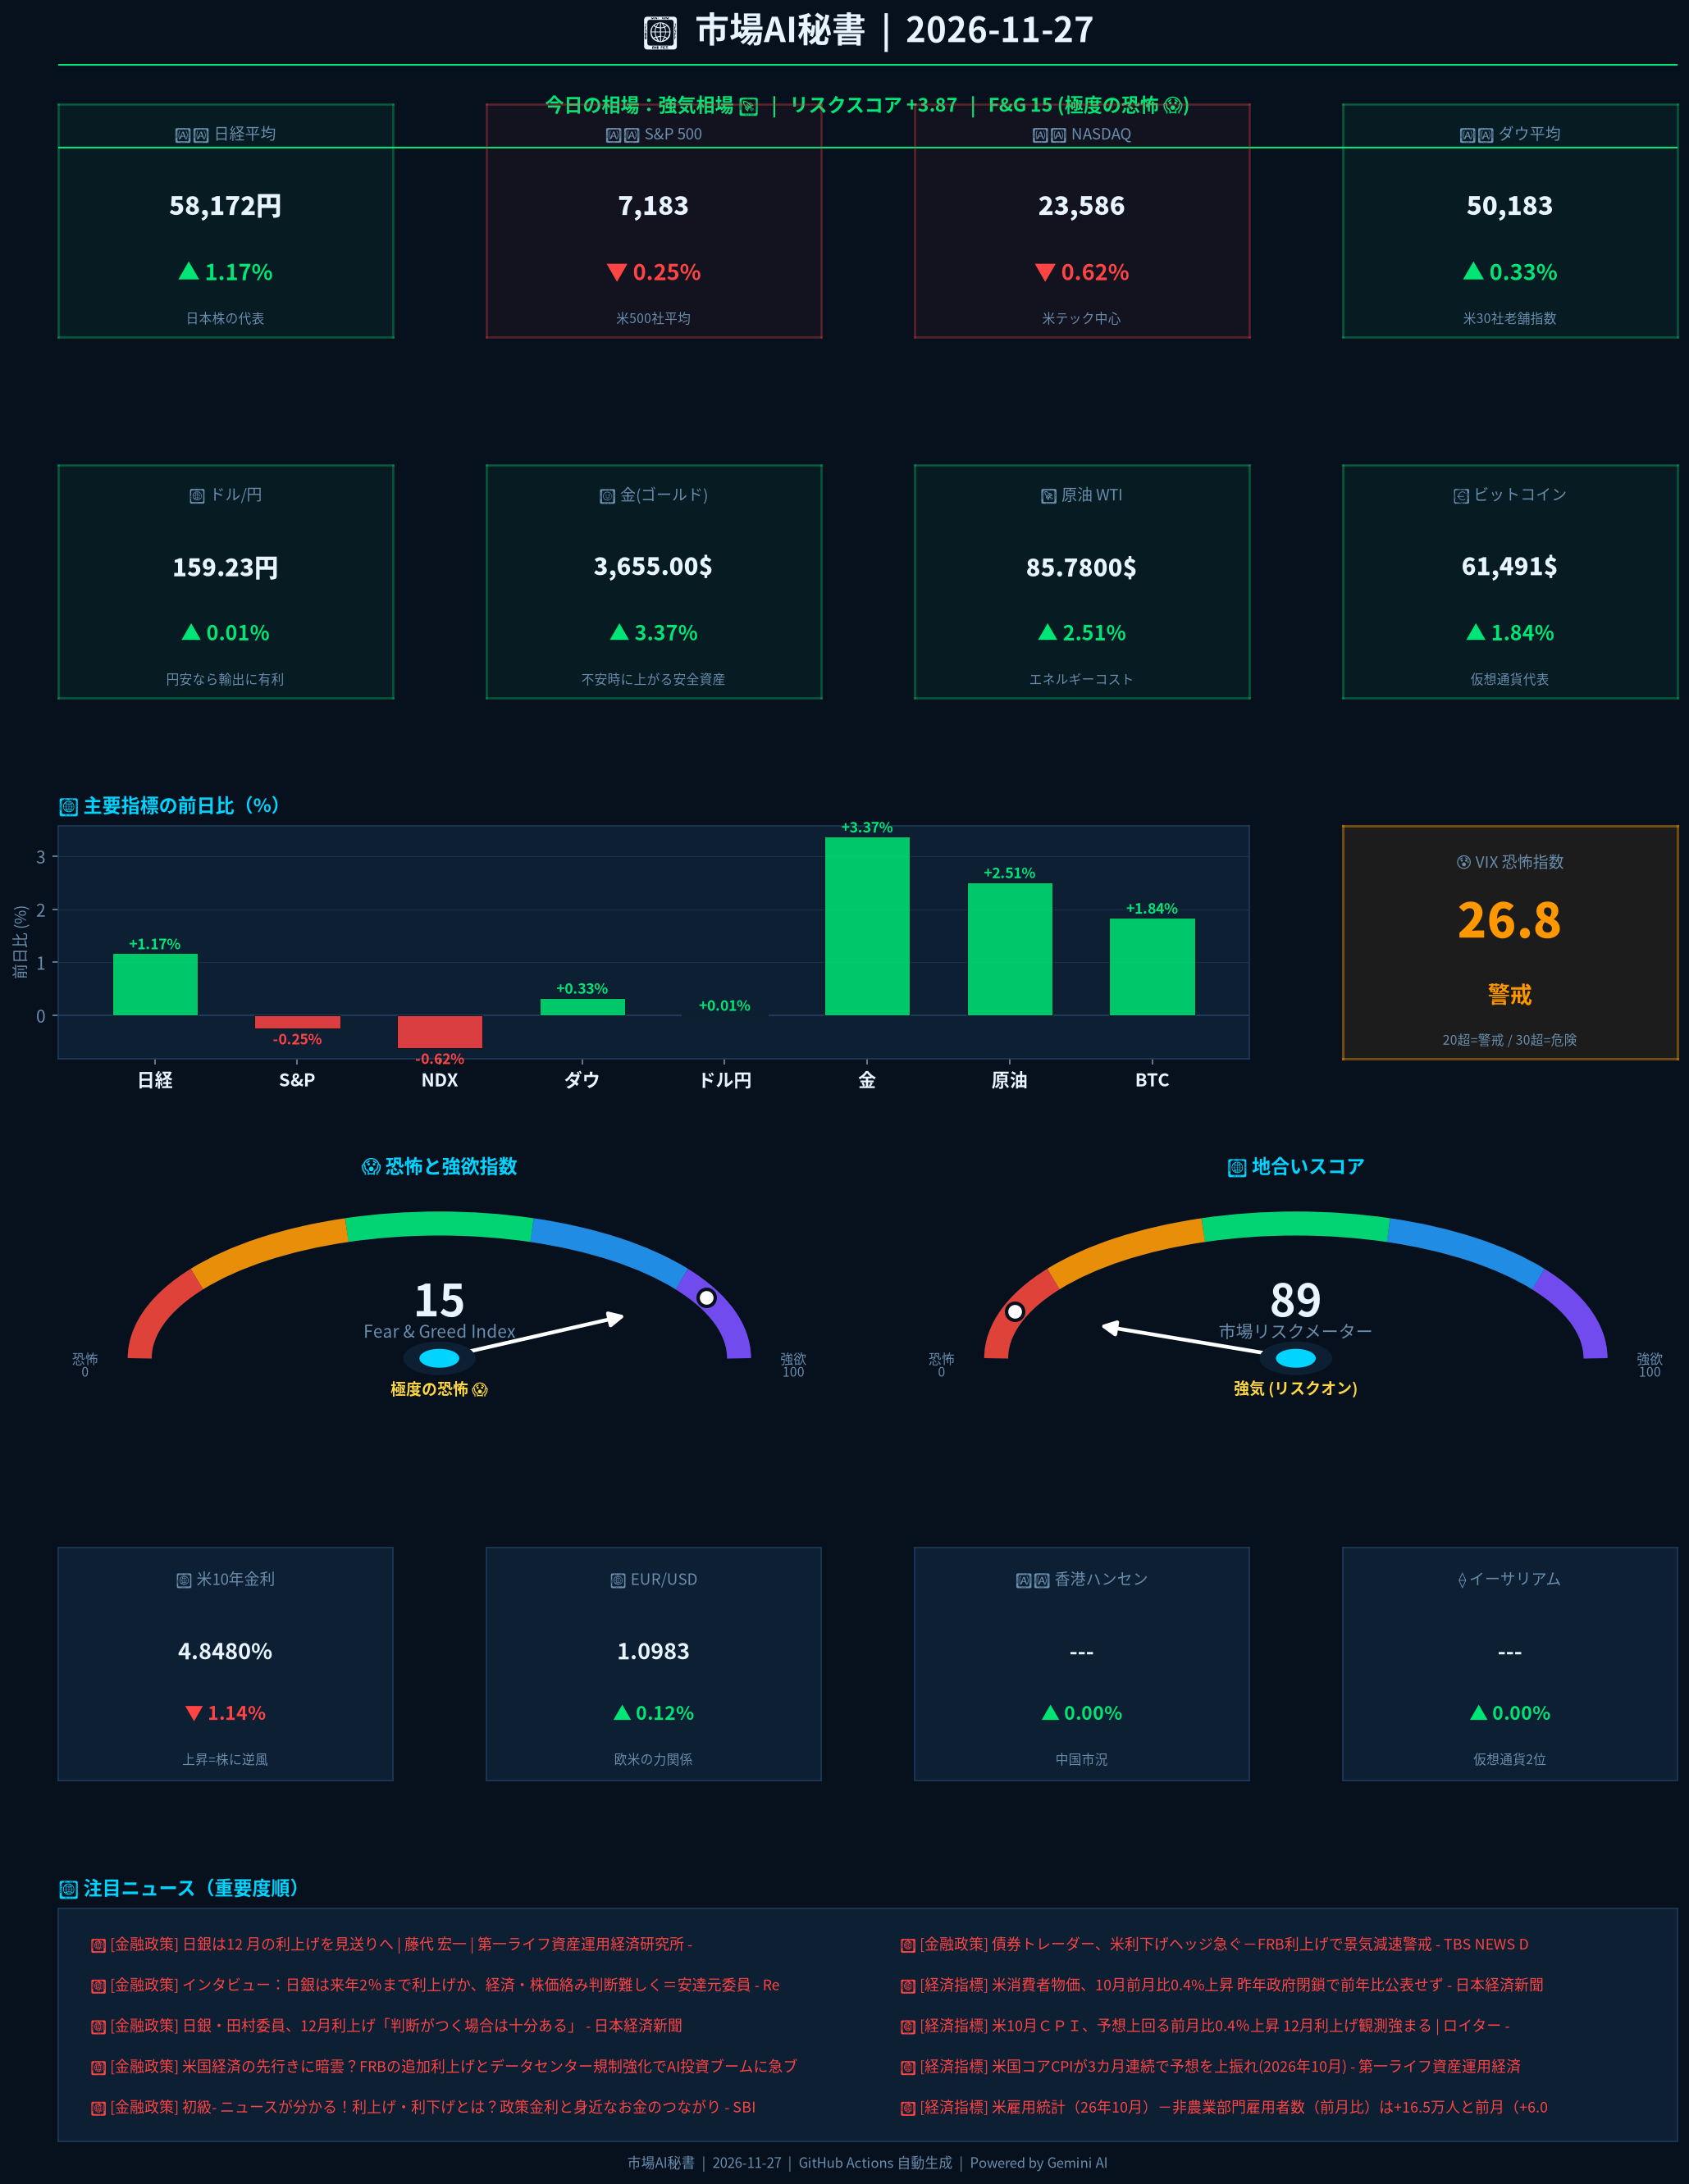 市場AI秘書 | 2026-11-27
今日の相場：強気相場 | リスクスコア +3.87 | F&G 15 (極度の恐怖 😱)
日経平均
58,172円
▲ 1.17%
日本株の代表
S&P 500
7,183
▼ 0.25%
米500社平均
NASDAQ
23,586
▼ 0.62%
米テック中心
ダウ平均
50,183
▲ 0.33%
米30社老舗指数
ドル/円
159.23円
▲ 0.01%
円安なら輸出に有利
金(ゴールド)
3,655.00$
▲ 3.37%
不安時に上がる安全資産
原油 WTI
85.7800$
▲ 2.51%
エネルギーコスト
ビットコイン
61,491$
▲ 1.84%
仮想通貨代表
主要指標の前日比（%）
前日比 (%)
3
2
1
0
+1.17%
-0.25%
-0.62%
+0.33%
+0.01%
+3.37%
+2.51%
+1.84%
日経
S&P
NDX
ダウ
ドル円
金
原油
BTC
VIX 恐怖指数
26.8
警戒
20超=警戒 / 30超=危険
😱 恐怖と強欲指数
15
Fear & Greed Index
恐怖
0
強欲
100
極度の恐怖 😱
地合いスコア
89
市場リスクメーター
恐怖
0
強欲
100
強気 (リスクオン)
米10年金利
4.8480%
▼ 1.14%
上昇=株に逆風
EUR/USD
1.0983
▲ 0.12%
欧米の力関係
香港ハンセン
---
▲ 0.00%
中国市況
イーサリアム
---
▲ 0.00%
仮想通貨2位
注目ニュース（重要度順）
[金融政策] 日銀は12 月の利上げを見送りへ | 藤代 宏一 | 第一ライフ資産運用経済研究所 -
[金融政策] インタビュー：日銀は来年2%まで利上げか、経済・株価絡み判断難しく＝安達元委員 - Re
[金融政策] 日銀・田村委員、12月利上げ「判断がつく場合は十分ある」 - 日本経済新聞
[金融政策] 米国経済の先行きに暗雲？FRBの追加利上げとデータセンター規制強化でAI投資ブームに急ブ
[金融政策] 初級- ニュースが分かる！利上げ・利下げとは？政策金利と身近なお金のつながり - SBI
[金融政策] 債券トレーダー、米利下げヘッジ急ぐ－FRB利上げで景気減速警戒 - TBS NEWS D
[経済指標] 米消費者物価、10月前月比0.4%上昇 昨年政府閉鎖で前年比公表せず - 日本経済新聞
[経済指標] 米10月ＣＰＩ、予想上回る前月比0.4％上昇 12月利上げ観測強まる | ロイター -
[経済指標] 米国コアCPIが3カ月連続で予想を上振れ(2026年10月) - 第一ライフ資産運用経済
[経済指標] 米雇用統計（26年10月）－非農業部門雇用者数（前月比）は+16.5万人と前月（+6.0
市場AI秘書 | 2026-11-27 | GitHub Actions 自動生成 | Powered by Gemini AI